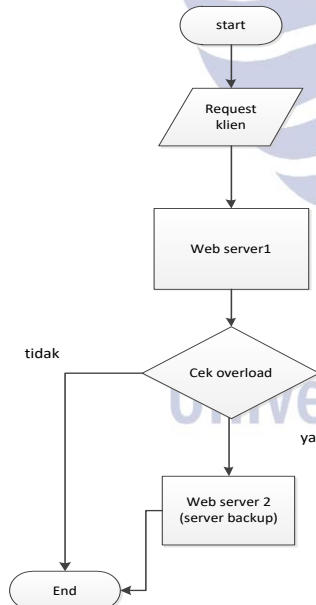 start
Request
klien
Web server1
Cek overload
tidak
ya
Web server 2
(server backup)
End